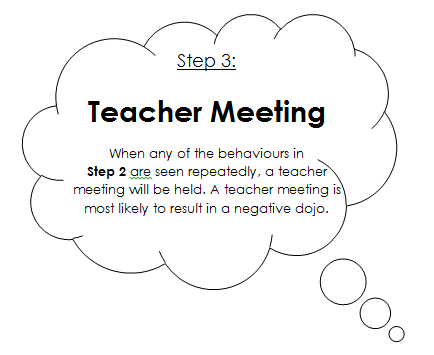 Step 3:
Teacher Meeting
When any of the behaviours in
Step 2 are seen repeatedly, a teacher
meeting will be held. A teacher meeting is
most likely to result in a negative dojo.